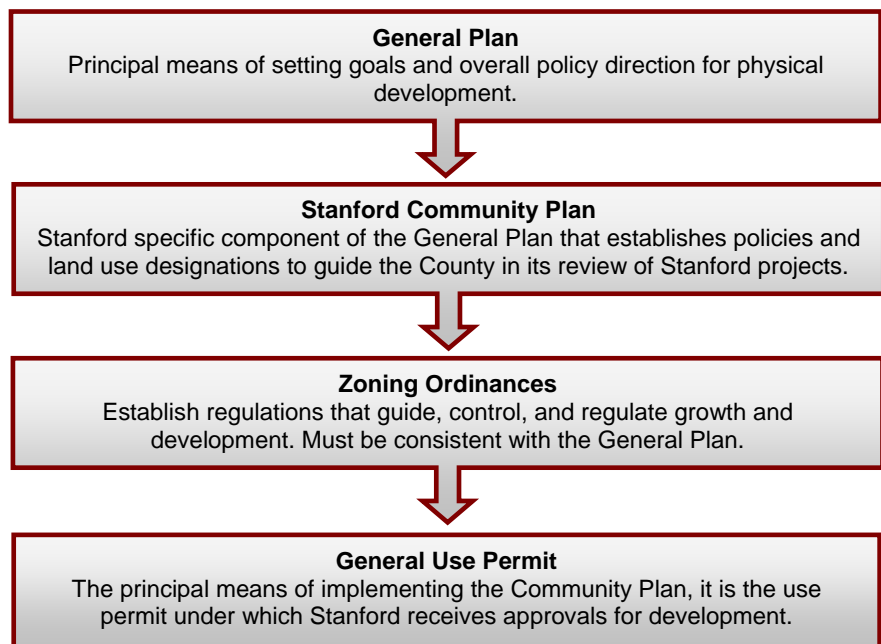 General Plan
Principal means of setting goals and overall policy direction for physical
development.
Stanford Community Plan
Stanford specific component of the General Plan that establishes policies and
land use designations to guide the County in its review of Stanford projects.
Zoning Ordinances
Establish regulations that guide, control, and regulate growth and
development. Must be consistent with the General Plan.
General Use Permit
The principal means of implementing the Community Plan, it is the use
permit under which Stanford receives approvals for development.